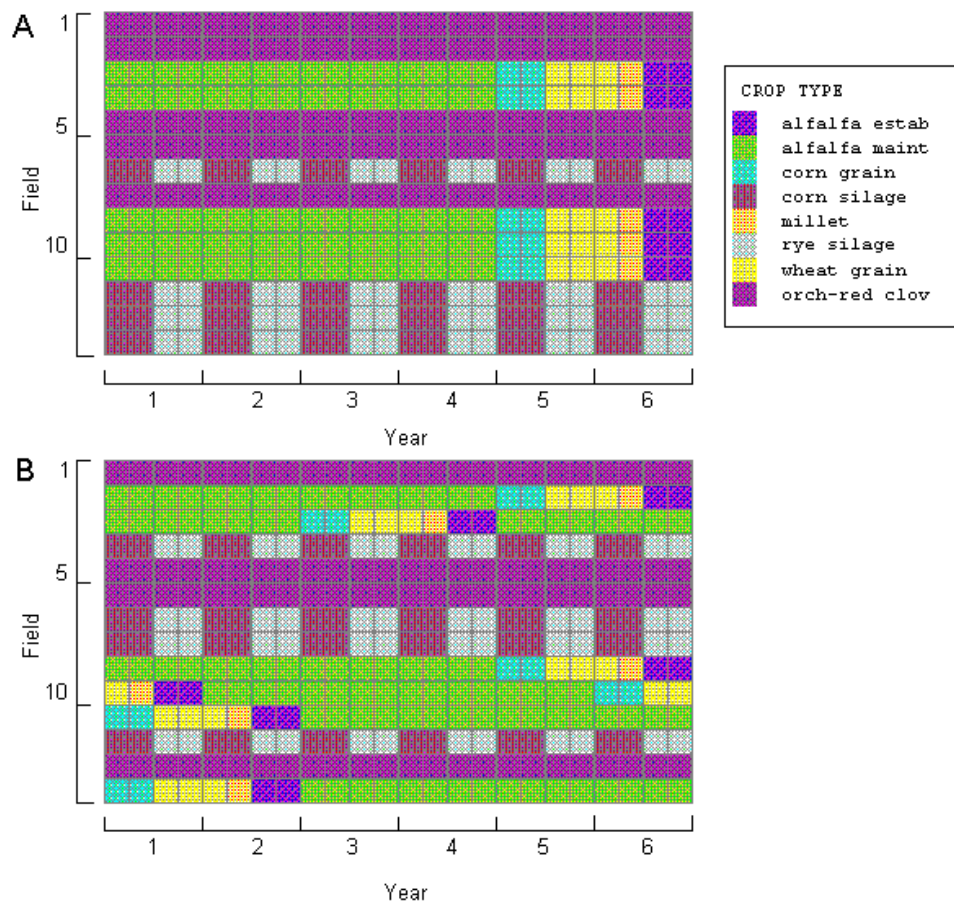 A
1
5
Field
10
1 2 3 4 5 6
Year
CROP TYPE
alfalfa estab
alfalfa maint
corn grain
corn silage
millet
rye silage
wheat grain
orch-red clov
B
1
5
Field
10
1 2 3 4 5 6
Year